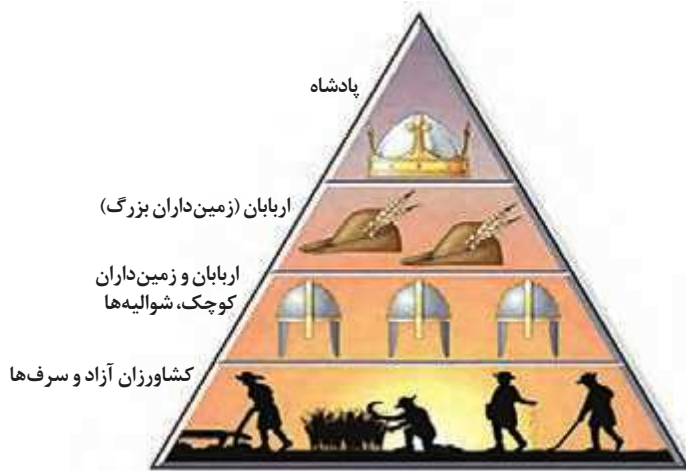 پادشاه
اربابان (زمین‌داران بزرگ)
اربابان و زمین‌داران
کوچک، شوالیه‌ها
کشاورزان آزاد و سرف‌ها